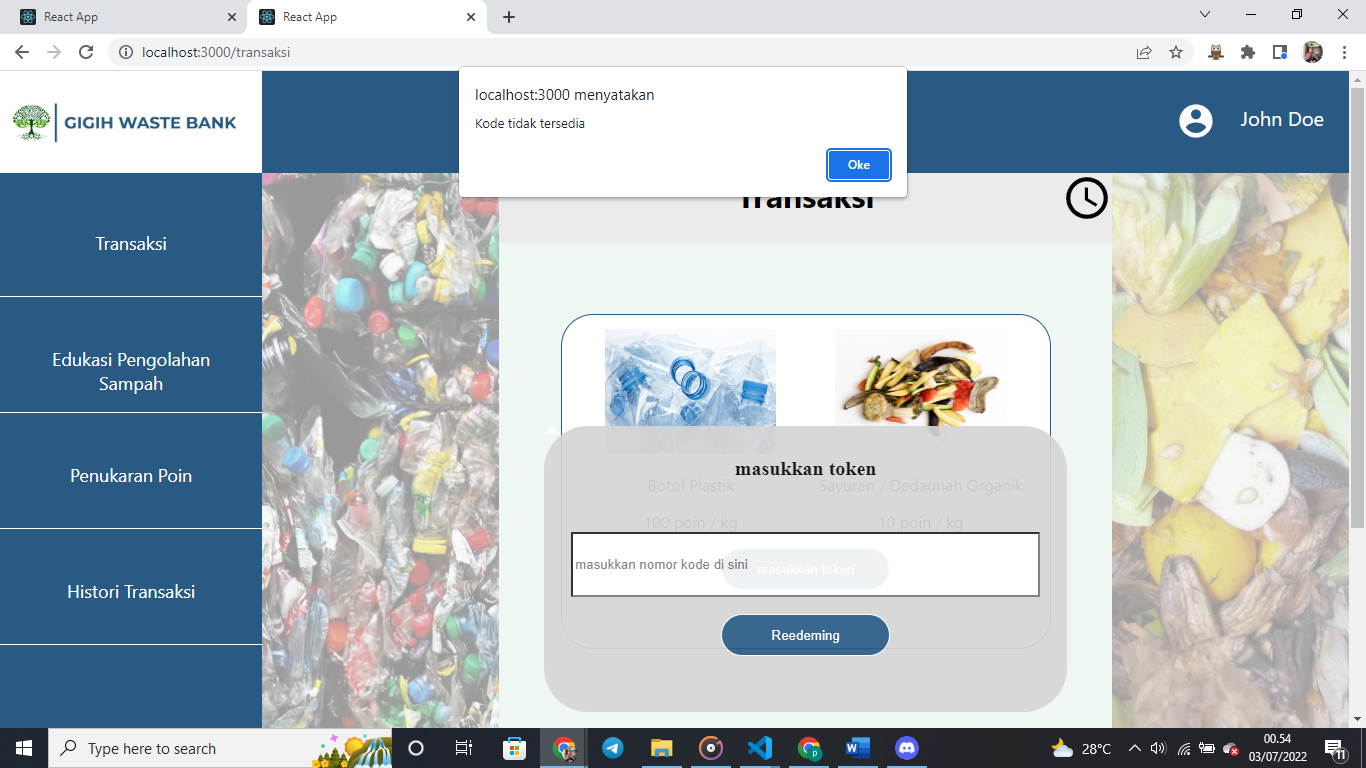 React App
React App
localhost:3000/transaksi
localhost:3000 menyatakan
Kode tidak tersedia
Oke
GIGIH WASTE BANK
John Doe
Transaksi
Transaksi
Edukasi Pengolahan
Sampah
Penukaran Poin
Histori Transaksi
masukkan token
Botol Plastik
Sayuran / Dedaunan Organik
100 poin / kg
10 poin / kg
masukkan nomor kode di sini
masukkan token
Reedeming
Type here to search
28°C
00.54
03/07/2022
11